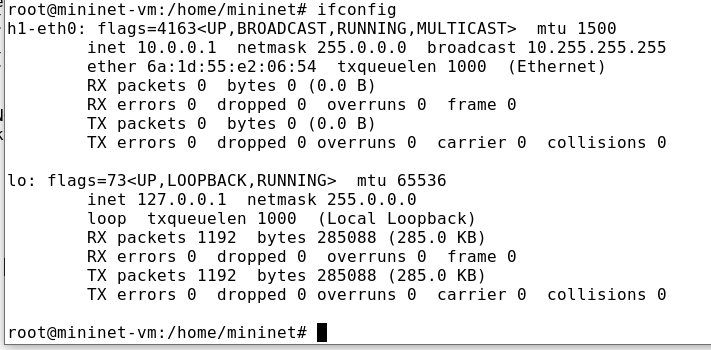 root@mininet-vm:/home/mininet# ifconfig
h1-eth0: flags=4163<UP,BROADCAST,RUNNING,MULTICAST>  mtu 1500
        inet 10.0.0.1  netmask 255.0.0.0  broadcast 10.255.255.255
        ether 6a:1d:55:e2:06:54  txqueuelen 1000  (Ethernet)
        RX packets 0  bytes 0 (0.0 B)
        RX errors 0  dropped 0  overruns 0  frame 0
        TX packets 0  bytes 0 (0.0 B)
        TX errors 0  dropped 0 overruns 0  carrier 0  collisions 0

lo: flags=73<UP,LOOPBACK,RUNNING>  mtu 65536
        inet 127.0.0.1  netmask 255.0.0.0
        loop  txqueuelen 1000  (Local Loopback)
        RX packets 1192  bytes 285088 (285.0 KB)
        RX errors 0  dropped 0  overruns 0  frame 0
        TX packets 1192  bytes 285088 (285.0 KB)
        TX errors 0  dropped 0 overruns 0  carrier 0  collisions 0

root@mininet-vm:/home/mininet#